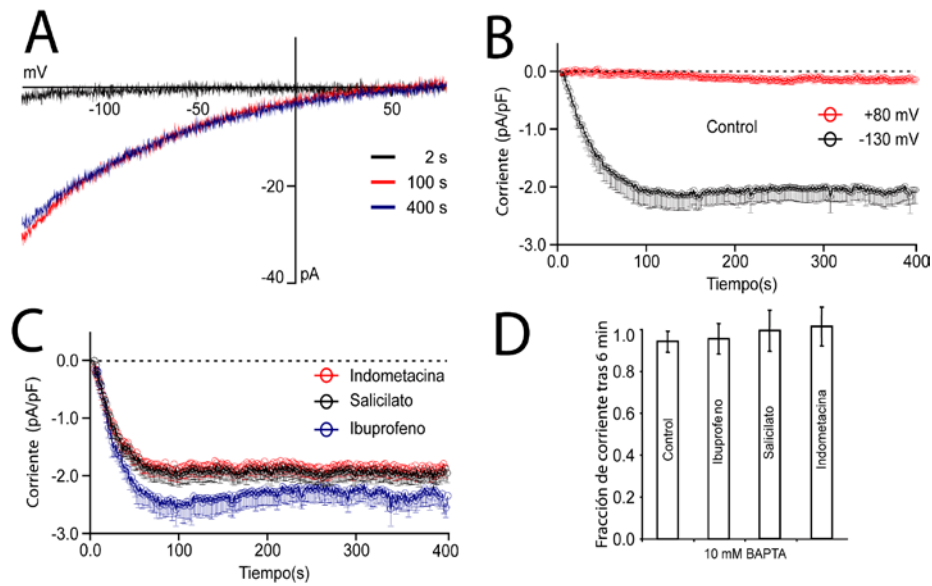 A
mV
-100
-50
50
2 s
100 s
400 s
-20
-40
pA
B
Corriente (pA/pF)
0.0
-1.0
-2.0
-3.0
Control
+80 mV
-130 mV
0.0
100
200
300
400
Tiempo(s)
C
Corriente (pA/pF)
0.0
-1.0
-2.0
-3.0
Indometacina
Salicilato
Ibuprofeno
0.0
100
200
300
400
Tiempo(s)
D
Fracción de corriente tras 6 min
1.0
0.8
0.6
0.4
0.2
0.0
Control
Ibuprofeno
Salicilato
Indometacina
10 mM BAPTA